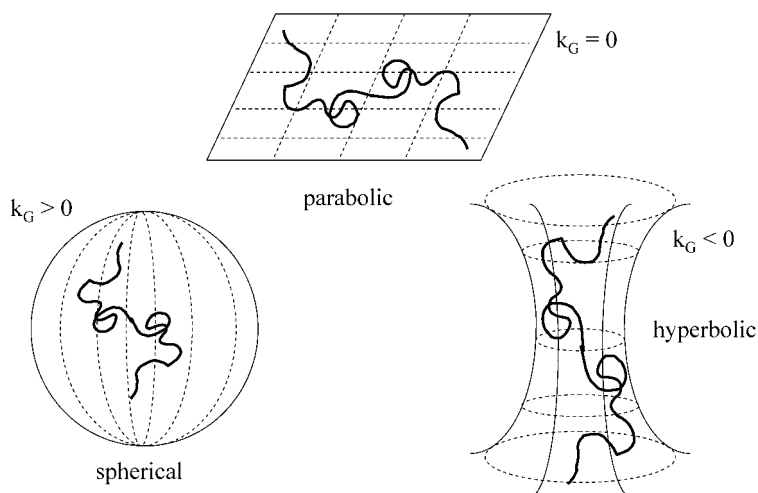 k_G = 0
parabolic
k_G > 0
k_G < 0
hyperbolic
spherical